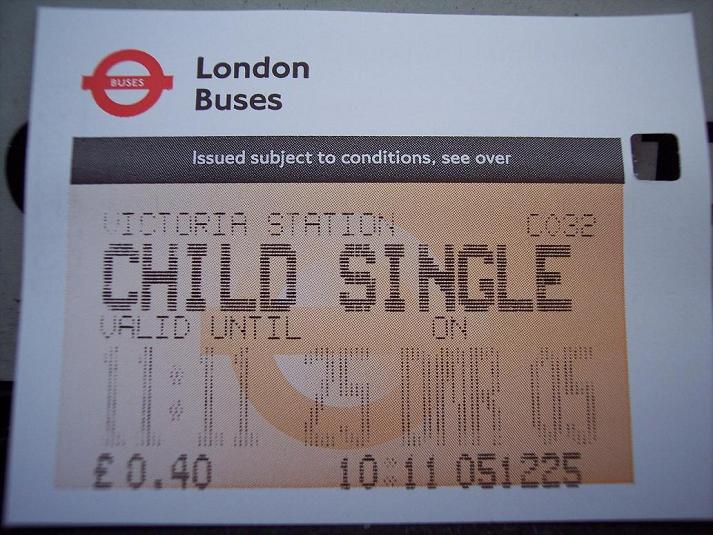 BUSES
London
Buses
Issued subject to conditions, see over
VICTORIA STATION C032
CHILD SINGLE
VALID UNTIL ON
11:11 25 MAR 05
£0.40 10:11 051225